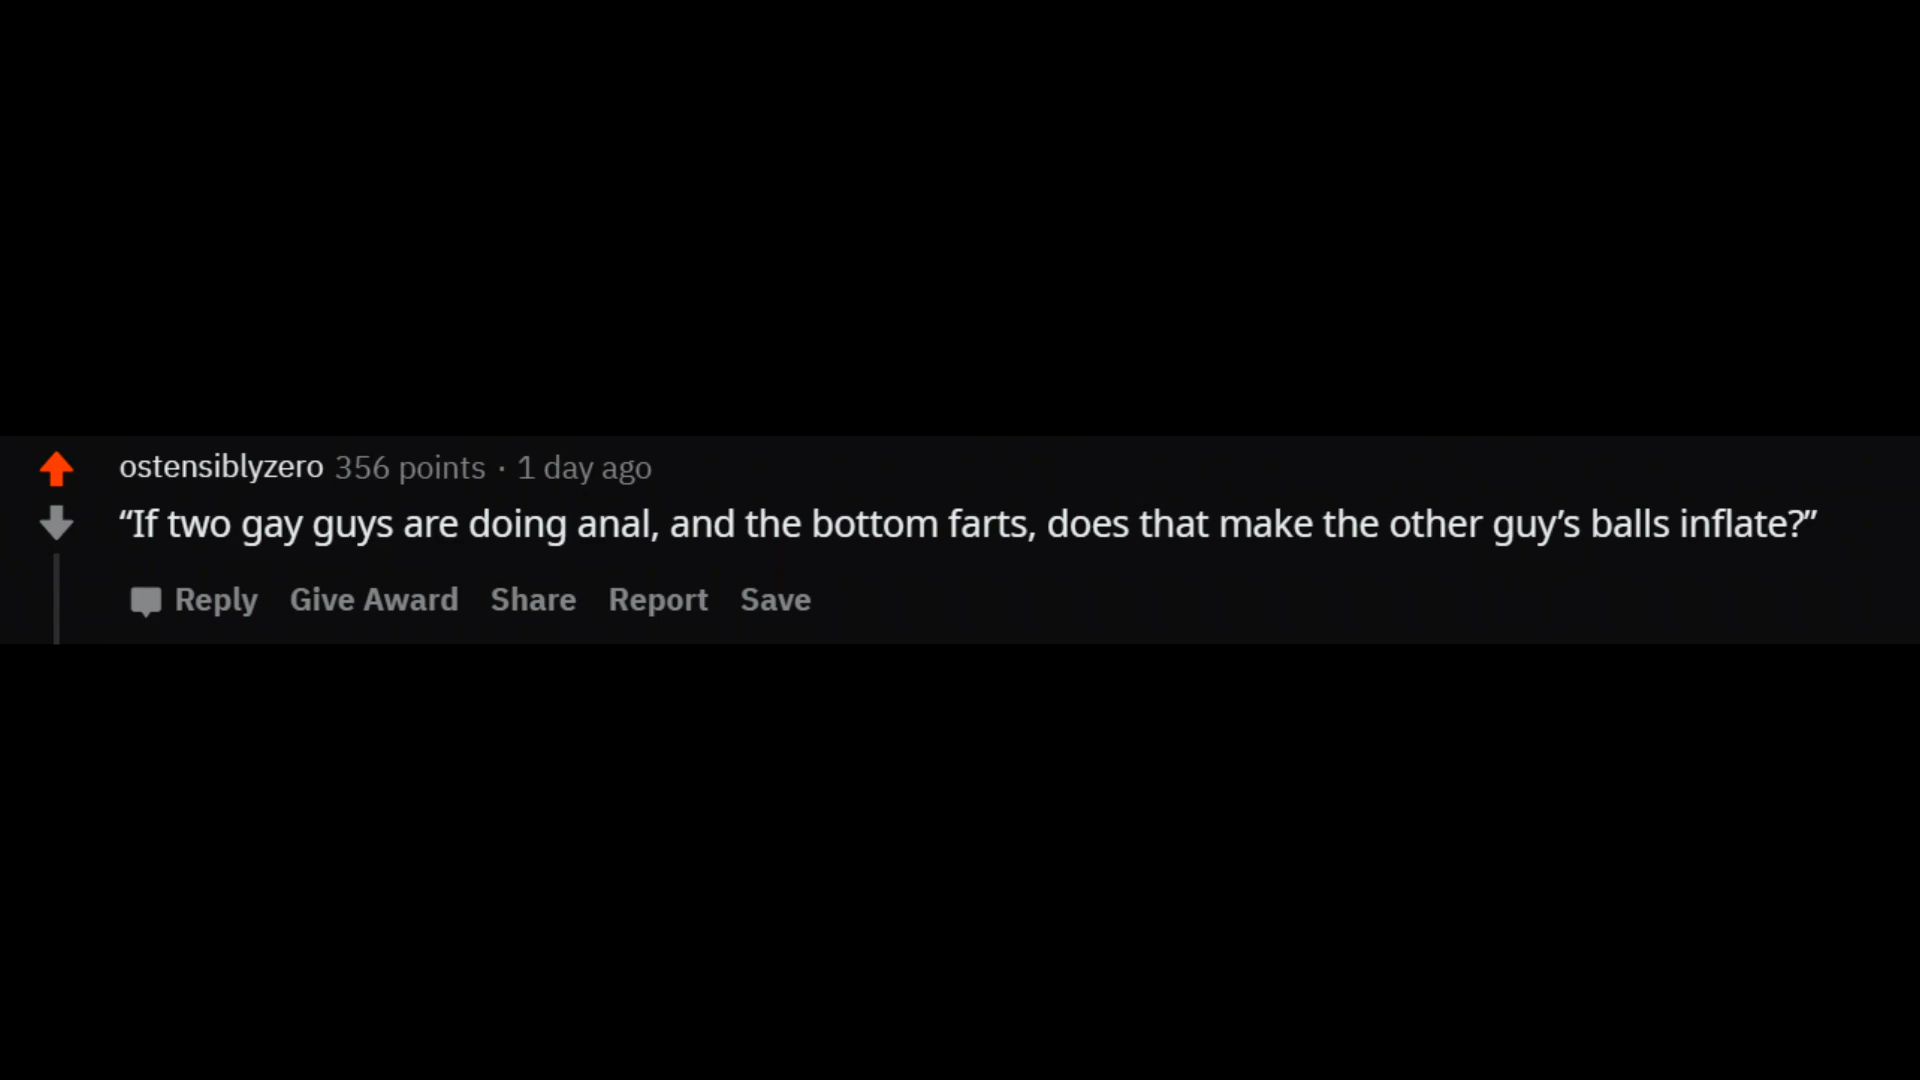 ostensiblyzero 356 points · 1 day ago
“If two gay guys are doing anal, and the bottom farts, does that make the other guy’s balls inflate?”
Reply Give Award Share Report Save